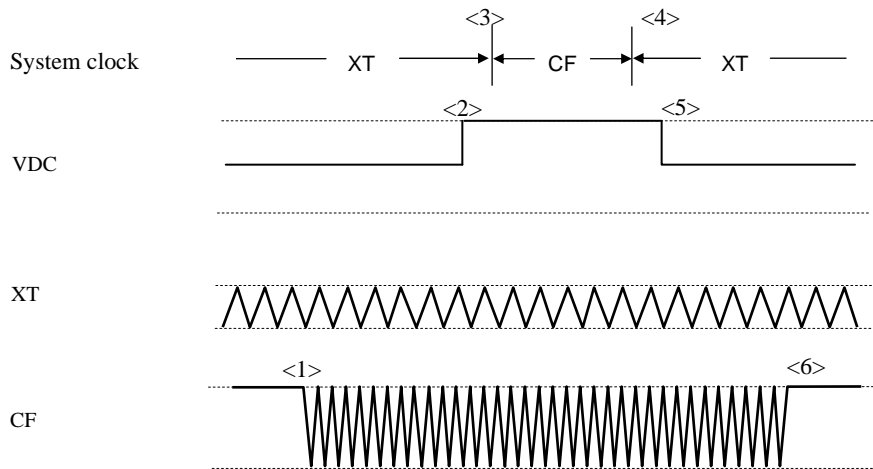 <3> <4>
System clock XT CF XT
<2> <5>
VDC
XT
<1> <6>
CF